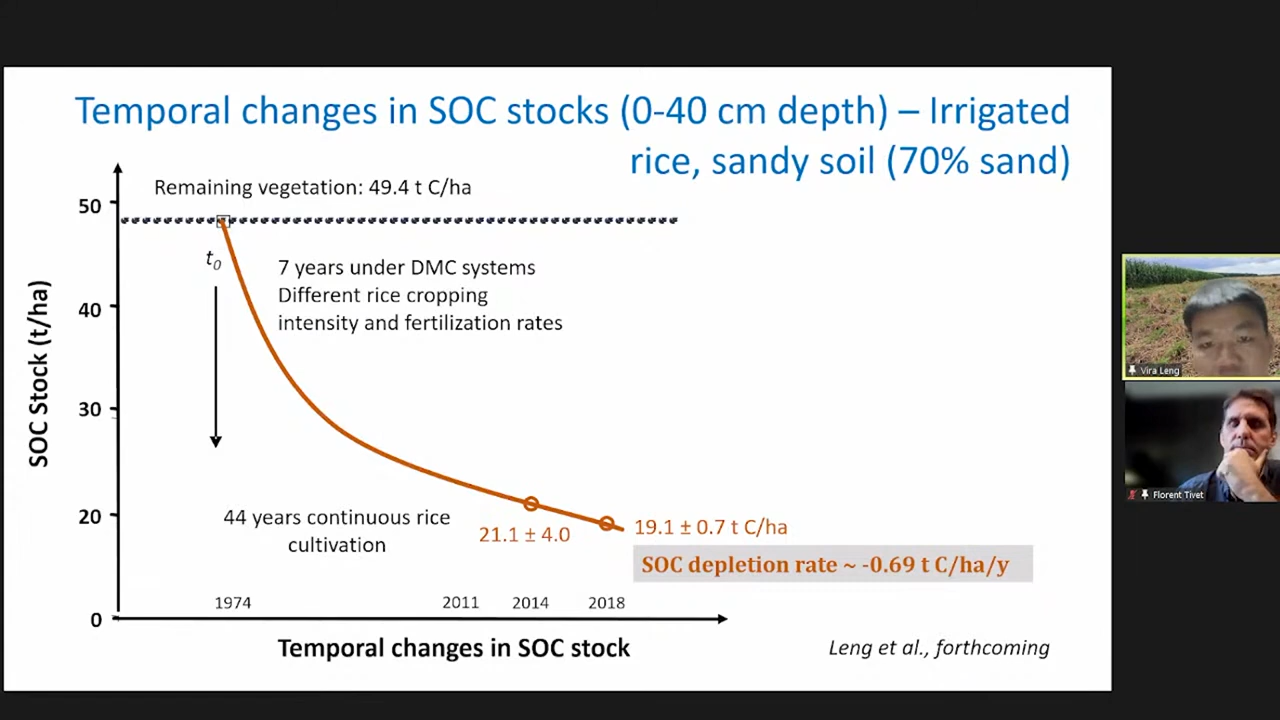 Temporal changes in SOC stocks (0-40 cm depth) – Irrigated
rice, sandy soil (70% sand)
Remaining vegetation: 49.4 t C/ha
50
40
30
20
0
SOC Stock (t/ha)
t0
7 years under DMC systems
Different rice cropping
intensity and fertilization rates
44 years continuous rice
cultivation
21.1 ± 4.0
19.1 ± 0.7 t C/ha
SOC depletion rate ~ -0.69 t C/ha/y
1974
2011
2014
2018
Temporal changes in SOC stock
Leng et al., forthcoming
Vira Leng
Florent Tivet